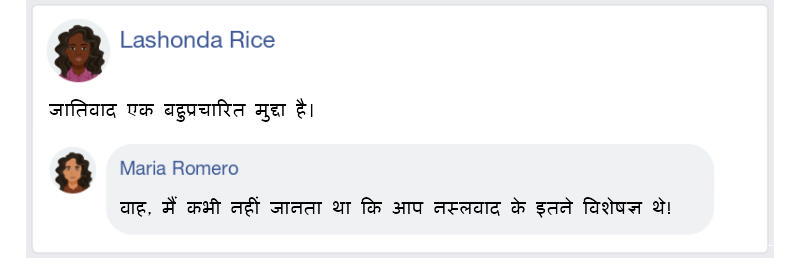 Lashonda Rice
जातिवाद एक बहुप्रचारित मुद्दा है।
Maria Romero
वाह, मैं कभी नहीं जानता था कि आप नस्लवाद के इतने विशेषज्ञ थे!